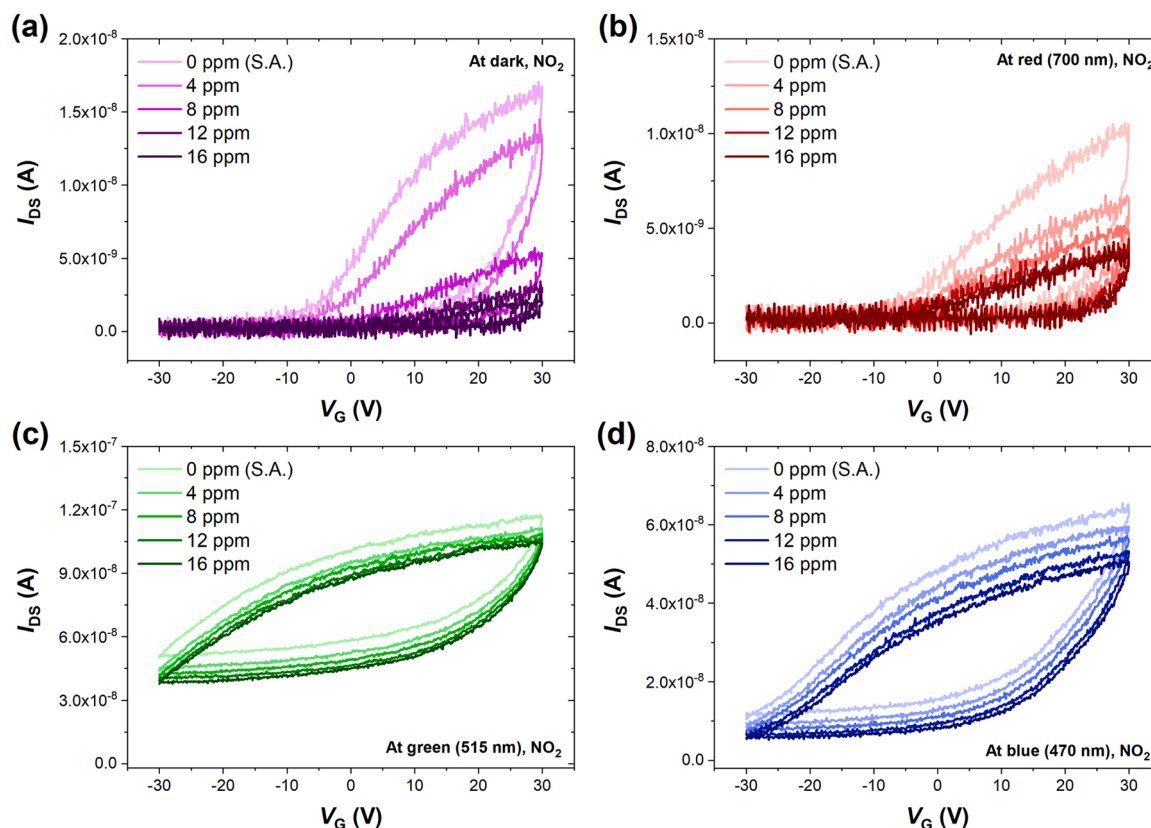 (a)
2.0x10⁻⁸
1.5x10⁻⁸
1.0x10⁻⁸
5.0x10⁻⁹
0.0
I_DS (A)
0 ppm (S.A.)
4 ppm
8 ppm
12 ppm
16 ppm
At dark, NO₂
-30 -20 -10 0 10 20 30
V_G (V)
(b)
1.5x10⁻⁸
1.0x10⁻⁸
5.0x10⁻⁹
0.0
I_DS (A)
0 ppm (S.A.)
4 ppm
8 ppm
12 ppm
16 ppm
At red (700 nm), NO₂
-30 -20 -10 0 10 20 30
V_G (V)
(c)
1.5x10⁻⁷
1.2x10⁻⁷
9.0x10⁻⁸
6.0x10⁻⁸
3.0x10⁻⁸
0.0
I_DS (A)
0 ppm (S.A.)
4 ppm
8 ppm
12 ppm
16 ppm
At green (515 nm), NO₂
-30 -20 -10 0 10 20 30
V_G (V)
(d)
8.0x10⁻⁸
6.0x10⁻⁸
4.0x10⁻⁸
2.0x10⁻⁸
0.0
I_DS (A)
0 ppm (S.A.)
4 ppm
8 ppm
12 ppm
16 ppm
At blue (470 nm), NO₂
-30 -20 -10 0 10 20 30
V_G (V)